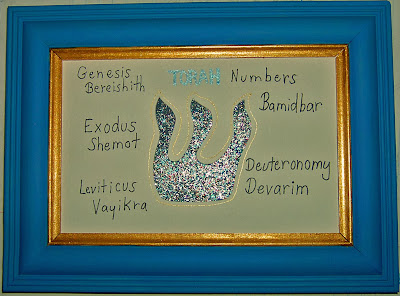 TORAH
Genesis
Bereishith
Exodus
Shemot
Leviticus
Vayikra
Numbers
Bamidbar
Deuteronomy
Devarim
ש